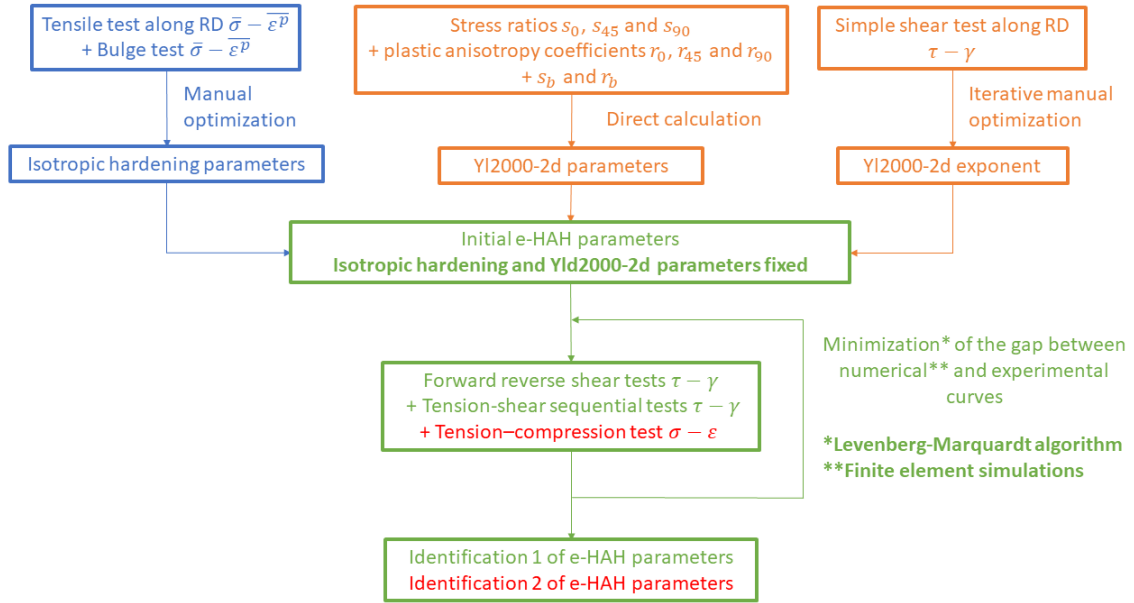 Tensile test along RD σ̄ − ε̄ᵖ
+ Bulge test σ̄ − ε̄ᵖ
Manual
optimization
Isotropic hardening parameters
Stress ratios s₀, s₄₅ and s₉₀
+ plastic anisotropy coefficients r₀, r₄₅ and r₉₀
+ s_b and r_b
Direct calculation
Yl2000-2d parameters
Simple shear test along RD
τ − γ
Iterative manual
optimization
Yl2000-2d exponent
Initial e-HAH parameters
Isotropic hardening and Yld2000-2d parameters fixed
Forward reverse shear tests τ − γ
+ Tension-shear sequential tests τ − γ
+ Tension–compression test σ − ε
Minimization* of the gap between
numerical** and experimental
curves
*Levenberg-Marquardt algorithm
**Finite element simulations
Identification 1 of e-HAH parameters
Identification 2 of e-HAH parameters